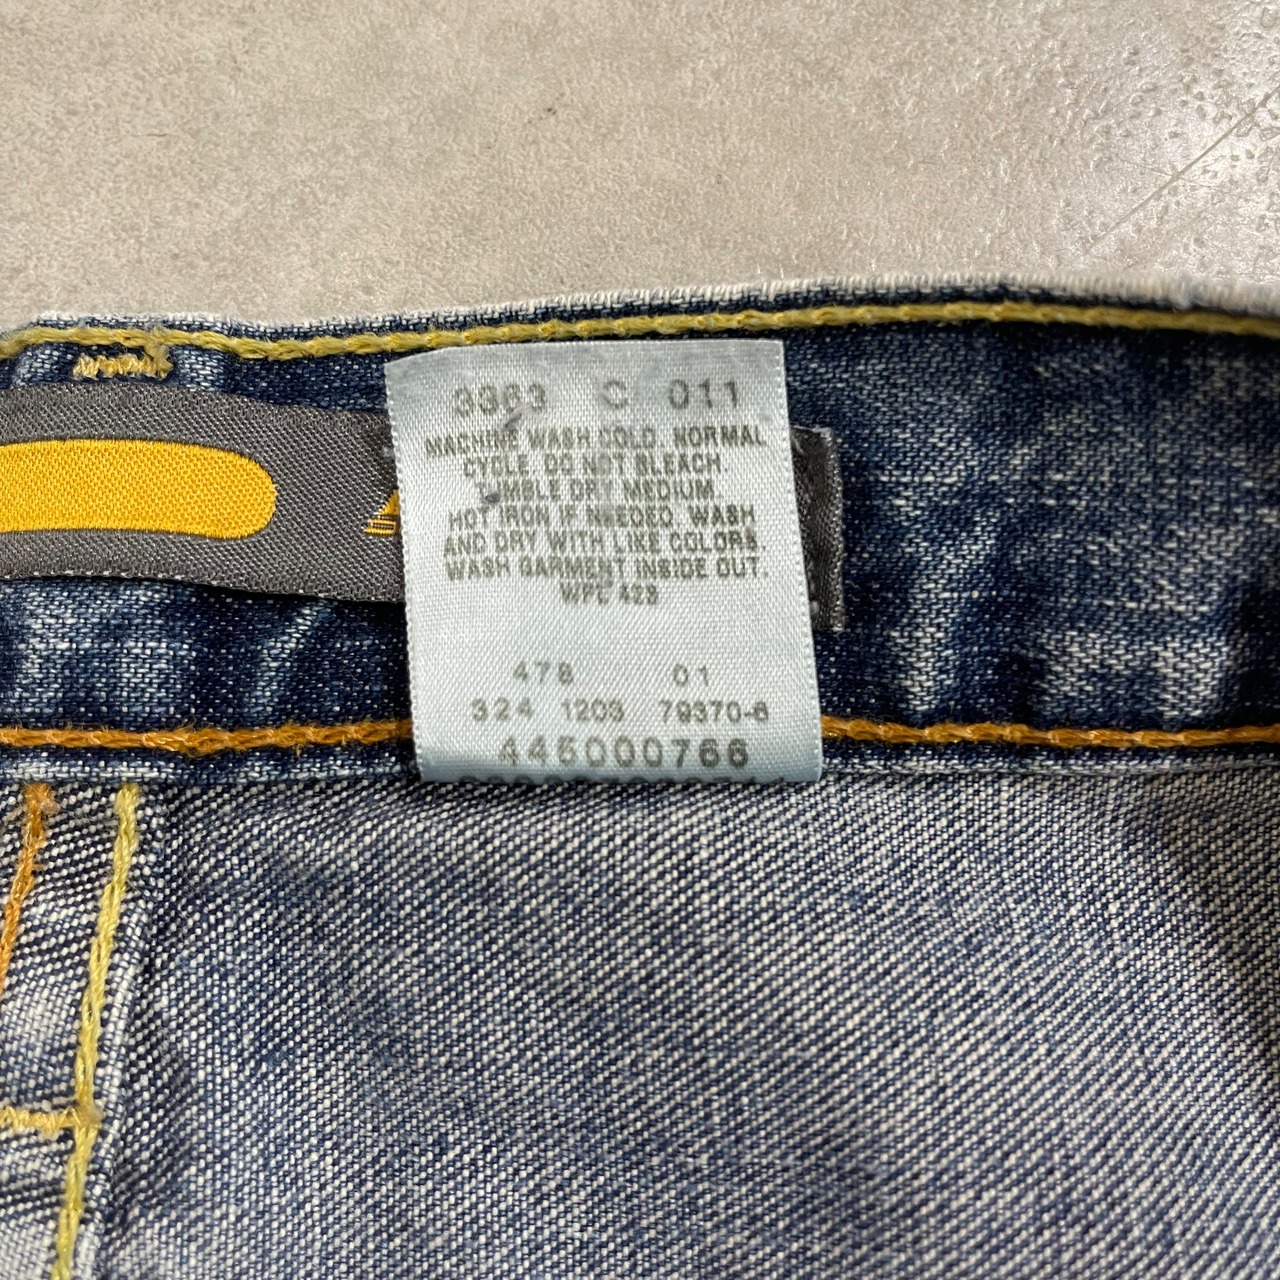 3363 C 011
MACHINE WASH COLD. NORMAL
CYCLE. DO NOT BLEACH.
UMBLE DRY MEDIUM.
HOT IRON IF NEEDED. WASH
AND DRY WITH LIKE COLORS.
WASH GARMENT INSIDE OUT.
WPL 423
478 01
324 1203 79370-6
445000766